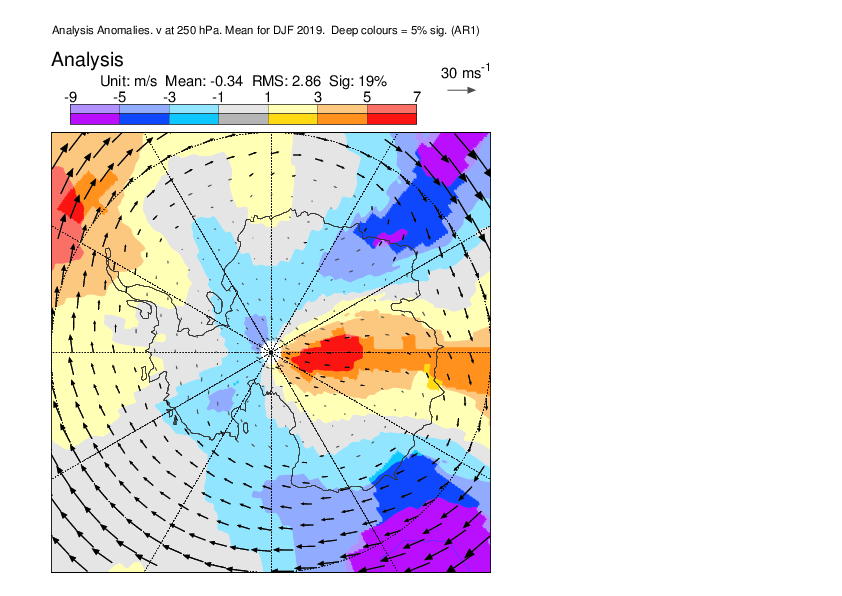 Analysis Anomalies. v at 250 hPa. Mean for DJF 2019. Deep colours = 5% sig. (AR1)
Analysis
30 ms-1
Unit: m/s Mean: -0.34 RMS: 2.86 Sig: 19%
-9 -5 -3 -1 1 3 5 7